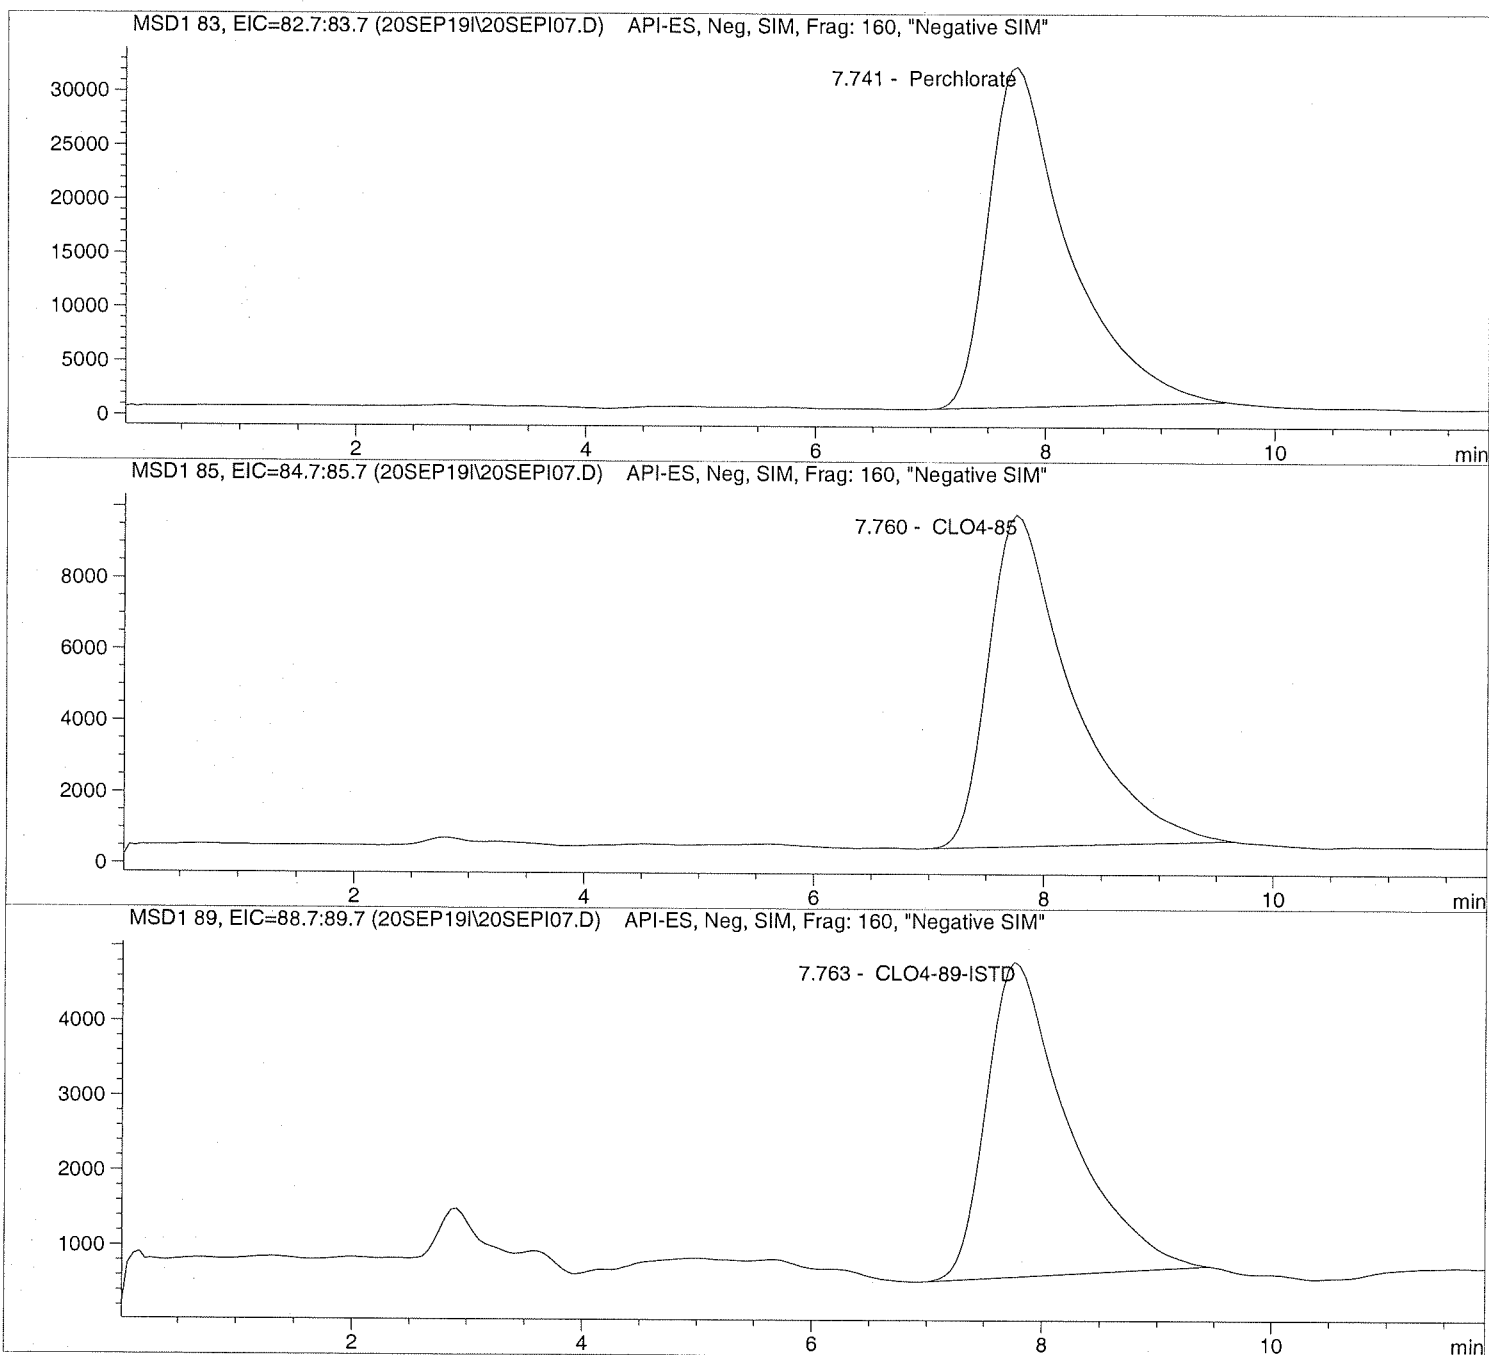 MSD1 83, EIC=82.7:83.7 (20SEP19I\20SEPI07.D) API-ES, Neg, SIM, Frag: 160, "Negative SIM"
7.741 - Perchlorate
30000
25000
20000
15000
10000
5000
0
2 4 6 8 10 min
MSD1 85, EIC=84.7:85.7 (20SEP19I\20SEPI07.D) API-ES, Neg, SIM, Frag: 160, "Negative SIM"
7.760 - CLO4-85
8000
6000
4000
2000
0
2 4 6 8 10 min
MSD1 89, EIC=88.7:89.7 (20SEP19I\20SEPI07.D) API-ES, Neg, SIM, Frag: 160, "Negative SIM"
7.763 - CLO4-89-ISTD
4000
3000
2000
1000
2 4 6 8 10 min